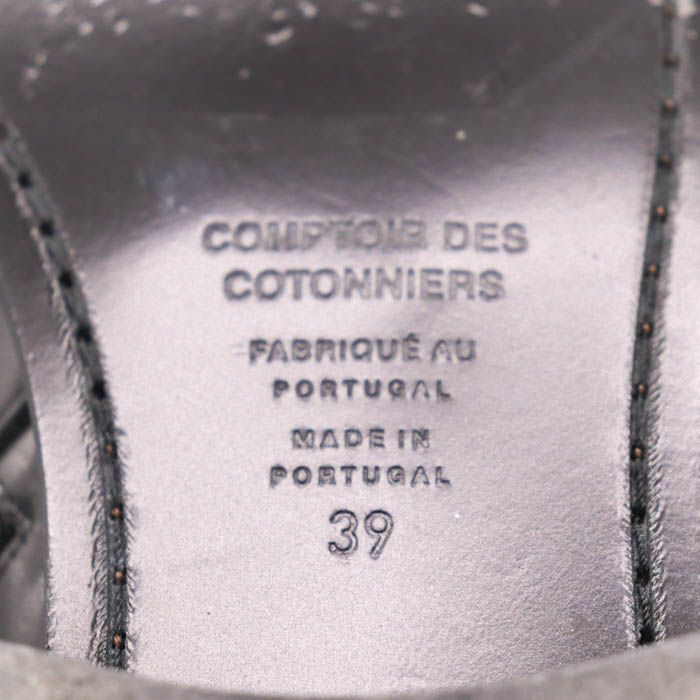 COMPTOIR DES
COTONNIERS
FABRIQUÉ AU
PORTUGAL
MADE IN
PORTUGAL
39